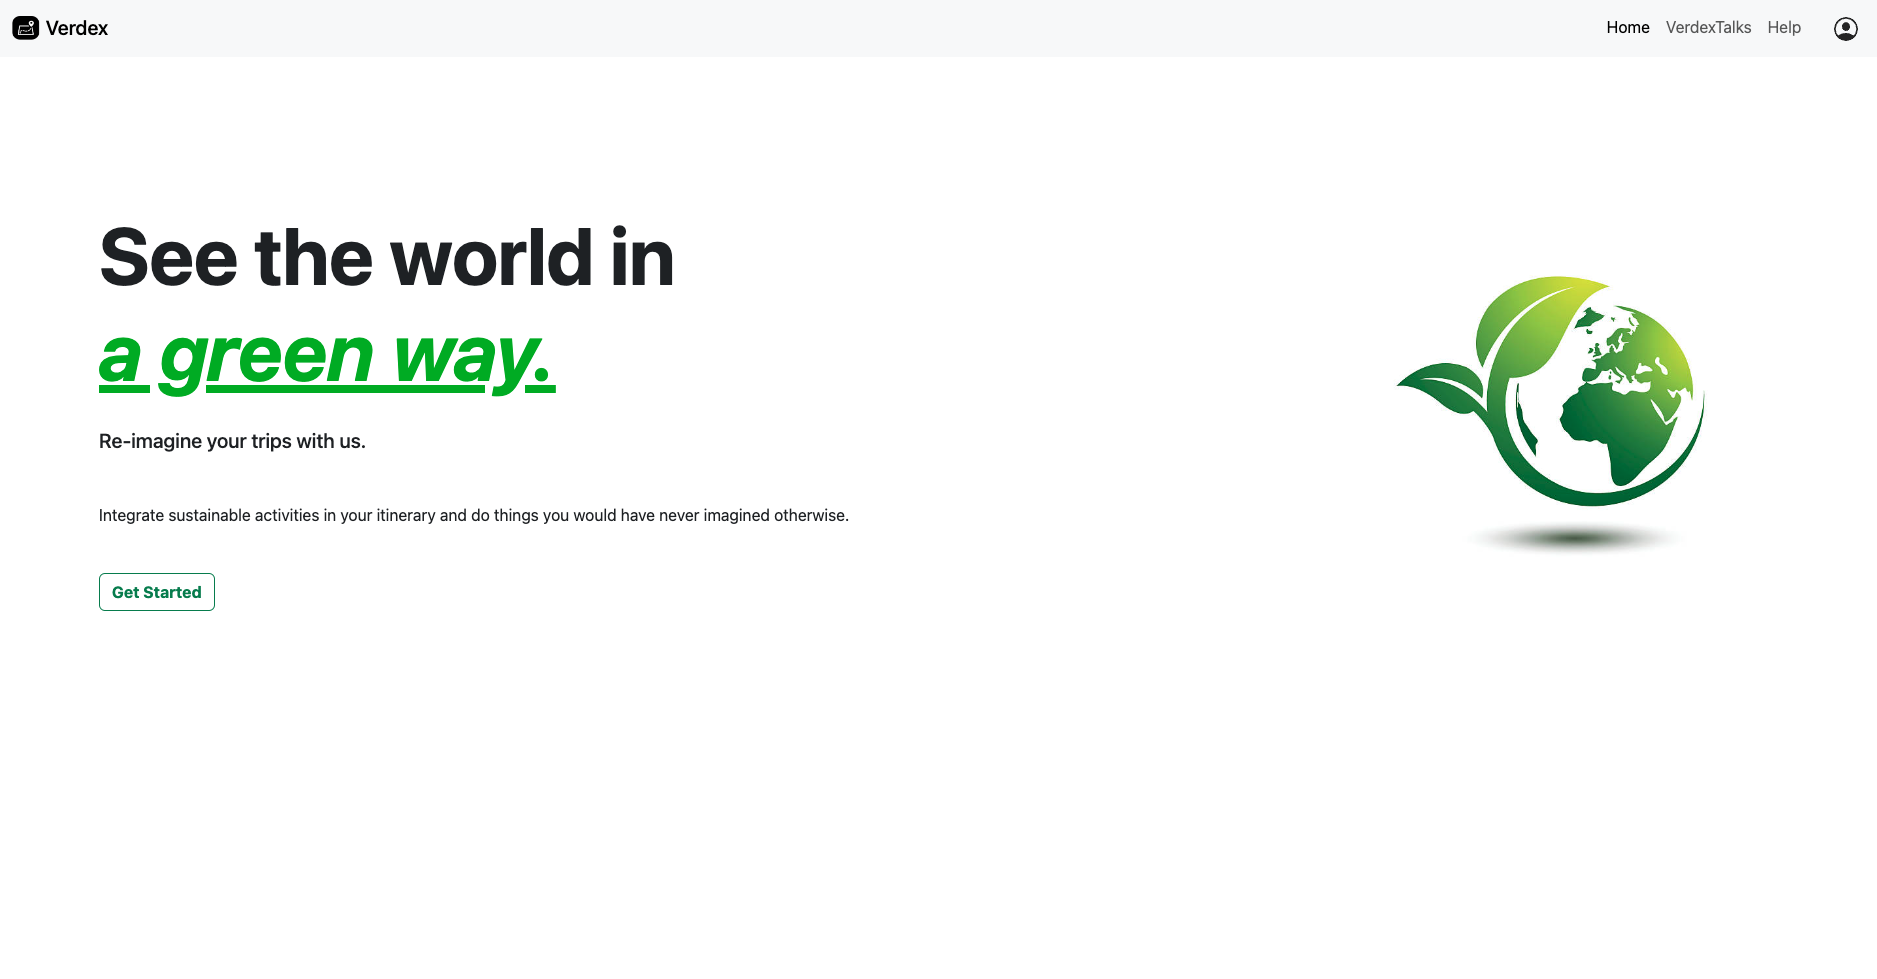 Verdex
Home VerdexTalks Help
See the world in
a green way.
Re-imagine your trips with us.
Integrate sustainable activities in your itinerary and do things you would have never imagined otherwise.
Get Started